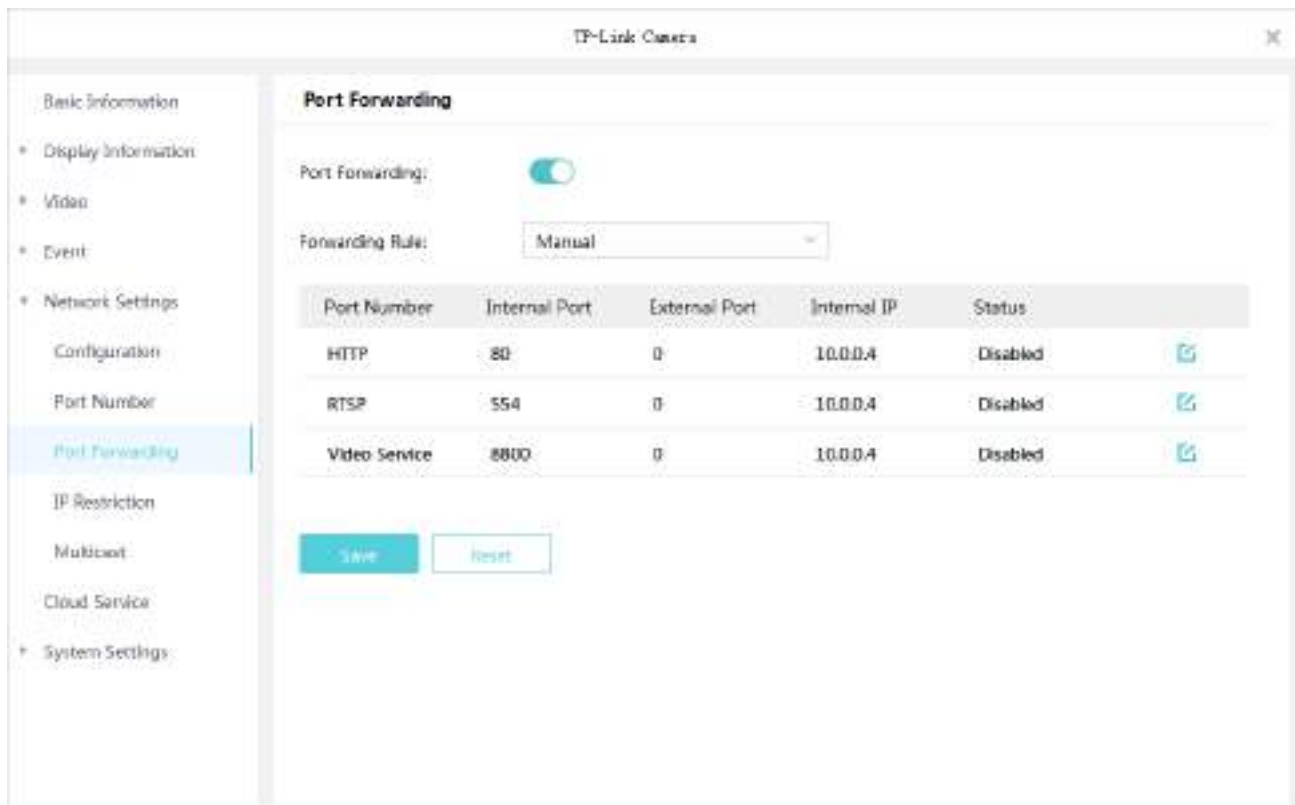 TP-Link Camera
Basic Information
Display Information
Video
Event
Network Settings
Configuration
Port Number
Port Forwarding
IP Restriction
Multicast
Cloud Service
System Settings
Port Forwarding
Port Forwarding:
Forwarding Rule: Manual
Port Number Internal Port External Port Internal IP Status
HTTP 80 0 10.0.0.4 Disabled
RTSP 554 0 10.0.0.4 Disabled
Video Service 8800 0 10.0.0.4 Disabled
Save Reset